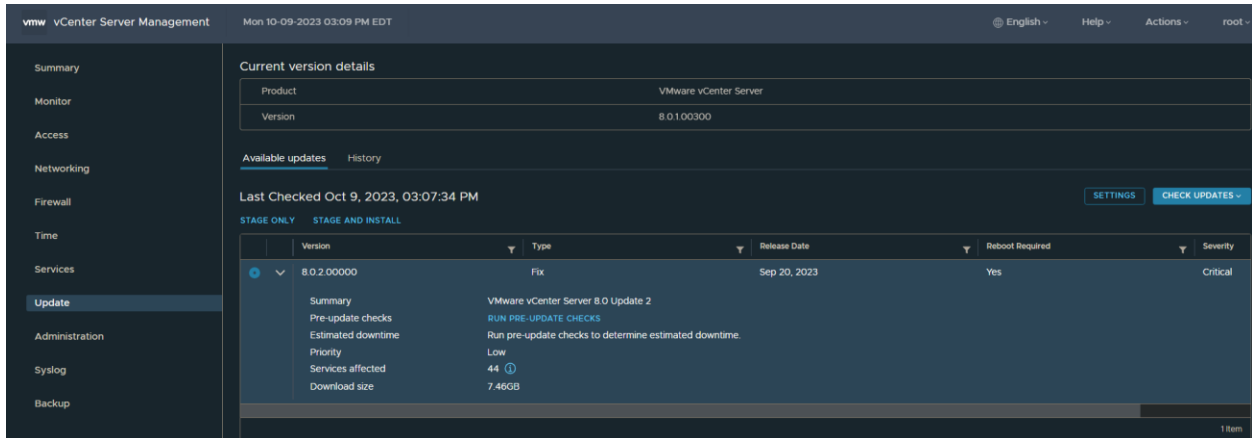 vmw vCenter Server Management Mon 10-09-2023 03:09 PM EDT English Help Actions root
Summary
Monitor
Access
Networking
Firewall
Time
Services
Update
Administration
Syslog
Backup
Current version details
Product VMware vCenter Server
Version 8.0.1.00300
Available updates History
Last Checked Oct 9, 2023, 03:07:34 PM
SETTINGS CHECK UPDATES
STAGE ONLY STAGE AND INSTALL
Version Type Release Date Reboot Required Severity
8.0.2.00000 Fix Sep 20, 2023 Yes Critical
Summary VMware vCenter Server 8.0 Update 2
Pre-update checks RUN PRE-UPDATE CHECKS
Estimated downtime Run pre-update checks to determine estimated downtime.
Priority Low
Services affected 44
Download size 7.46GB
1 item